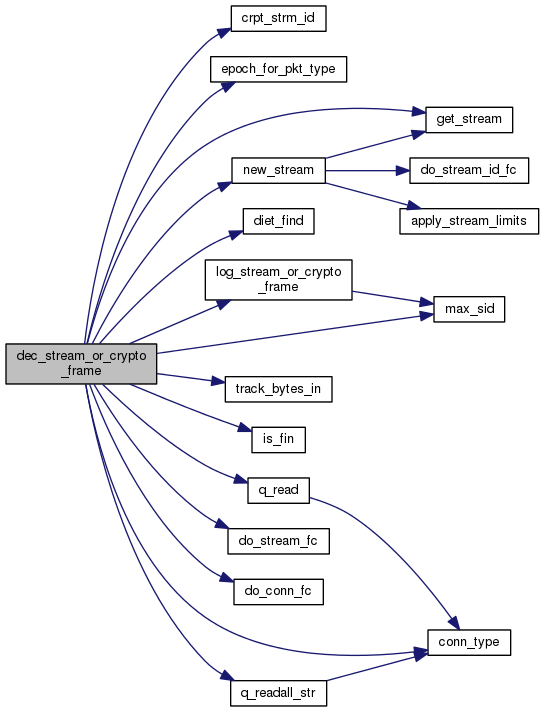 crpt_strm_id
epoch_for_pkt_type
get_stream
new_stream
do_stream_id_fc
diet_find
apply_stream_limits
log_stream_or_crypto
_frame
max_sid
dec_stream_or_crypto
_frame
track_bytes_in
is_fin
q_read
do_stream_fc
do_conn_fc
conn_type
q_readall_str